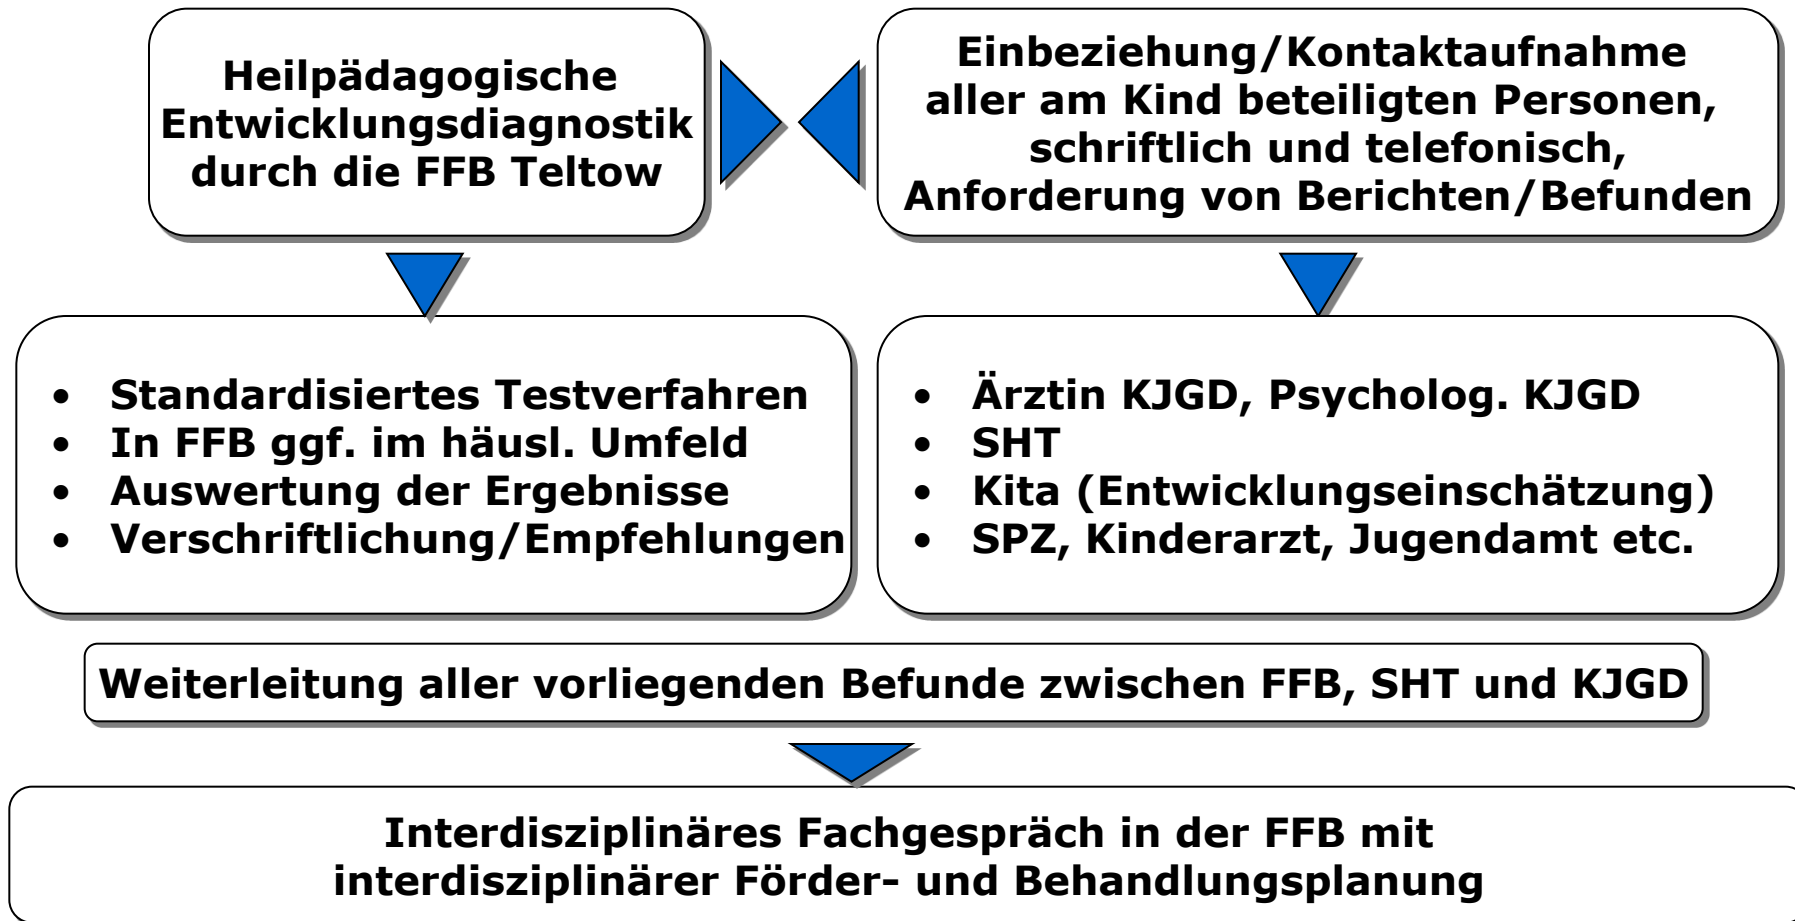 Heilpädagogische
Entwicklungsdiagnostik
durch die FFB Teltow
Einbeziehung/Kontaktaufnahme
aller am Kind beteiligten Personen,
schriftlich und telefonisch,
Anforderung von Berichten/Befunden
• Standardisiertes Testverfahren
• In FFB ggf. im häusl. Umfeld
• Auswertung der Ergebnisse
• Verschriftlichung/Empfehlungen
• Ärztin KJGD, Psycholog. KJGD
• SHT
• Kita (Entwicklungseinschätzung)
• SPZ, Kinderarzt, Jugendamt etc.
Weiterleitung aller vorliegenden Befunde zwischen FFB, SHT und KJGD
Interdisziplinäres Fachgespräch in der FFB mit
interdisziplinärer Förder- und Behandlungsplanung